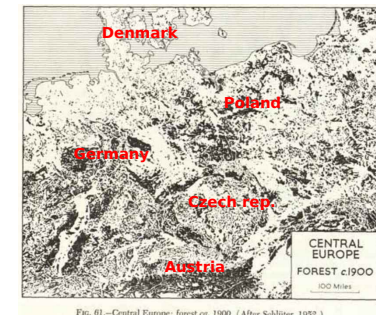 Denmark
Poland
Germany
Czech rep.
Austria
CENTRAL
EUROPE
FOREST c.1900
100 Miles
FIG. 61.—Central Europe: forest ca. 1900. (After Schlüter, 1952.)